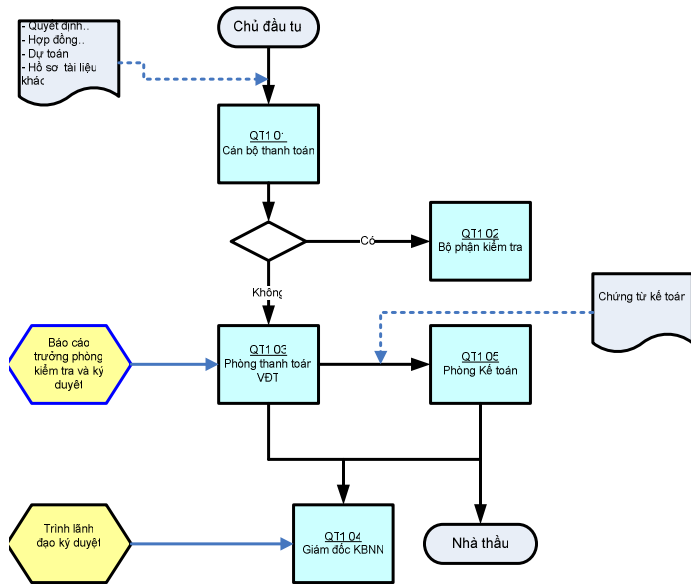 - Quyết định..
- Hợp đồng..
- Dự toán
- Hồ sơ tài liệu
khác
Chủ đầu tư
QT1.01
Cán bộ thanh toán
Có
QT1.02
Bộ phận kiểm tra
Không
Chứng từ kế toán
Báo cáo
trưởng phòng
kiểm tra và ký
duyệt
QT1.03
Phòng thanh toán
VĐT
QT1.05
Phòng Kế toán
Trình lãnh
đạo ký duyệt
QT1.04
Giám đốc KBNN
Nhà thầu